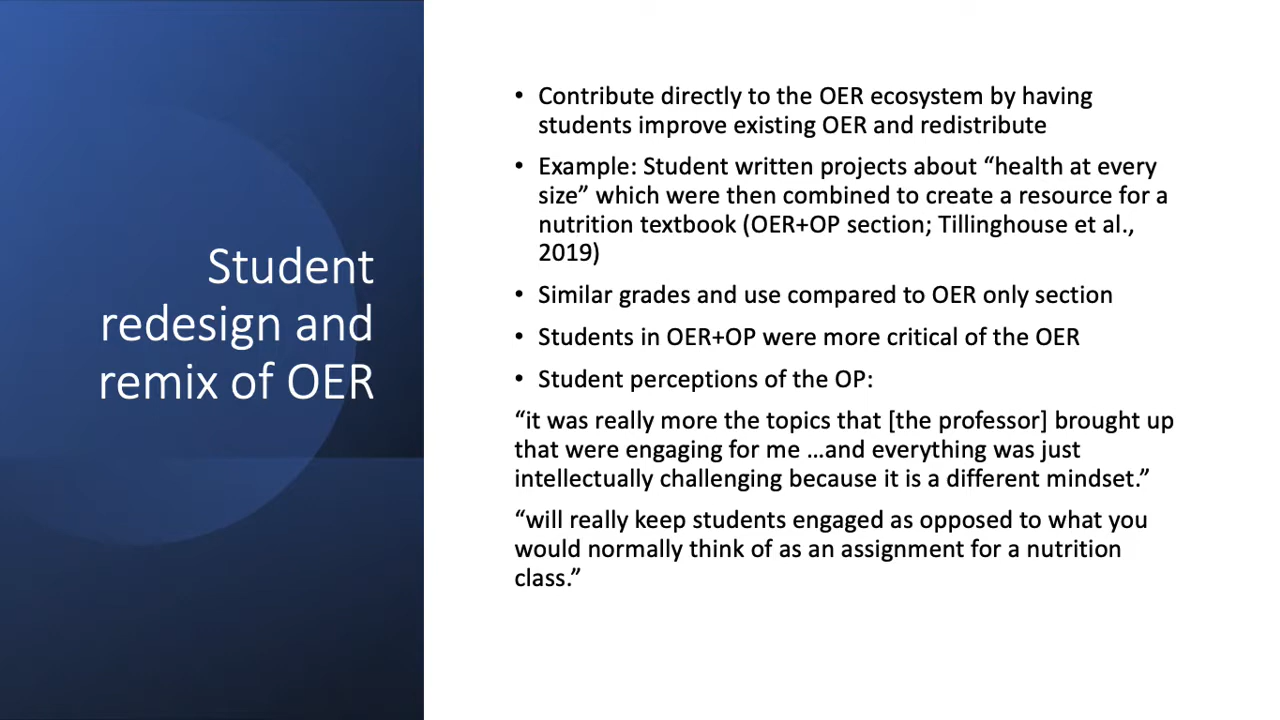 Student
redesign and
remix of OER
• Contribute directly to the OER ecosystem by having
students improve existing OER and redistribute
• Example: Student written projects about “health at every
size” which were then combined to create a resource for a
nutrition textbook (OER+OP section; Tillinghouse et al.,
2019)
• Similar grades and use compared to OER only section
• Students in OER+OP were more critical of the OER
• Student perceptions of the OP:
“it was really more the topics that [the professor] brought up
that were engaging for me …and everything was just
intellectually challenging because it is a different mindset.”
“will really keep students engaged as opposed to what you
would normally think of as an assignment for a nutrition
class.”